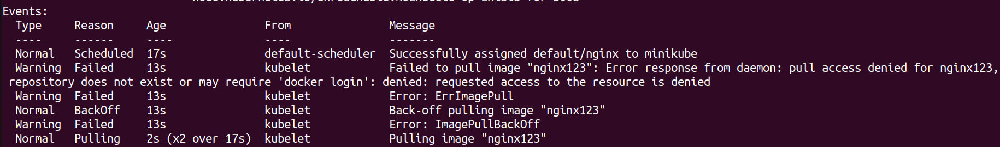 Events:
Type Reason Age From Message
---- ------ ---- ---- -------
Normal Scheduled 17s default-scheduler Successfully assigned default/nginx to minikube
Warning Failed 13s kubelet Failed to pull image "nginx123": Error response from daemon: pull access denied for nginx123,
repository does not exist or may require 'docker login': denied: requested access to the resource is denied
Warning Failed 13s kubelet Error: ErrImagePull
Normal BackOff 13s kubelet Back-off pulling image "nginx123"
Warning Failed 13s kubelet Error: ImagePullBackOff
Normal Pulling 2s (x2 over 17s) kubelet Pulling image "nginx123"